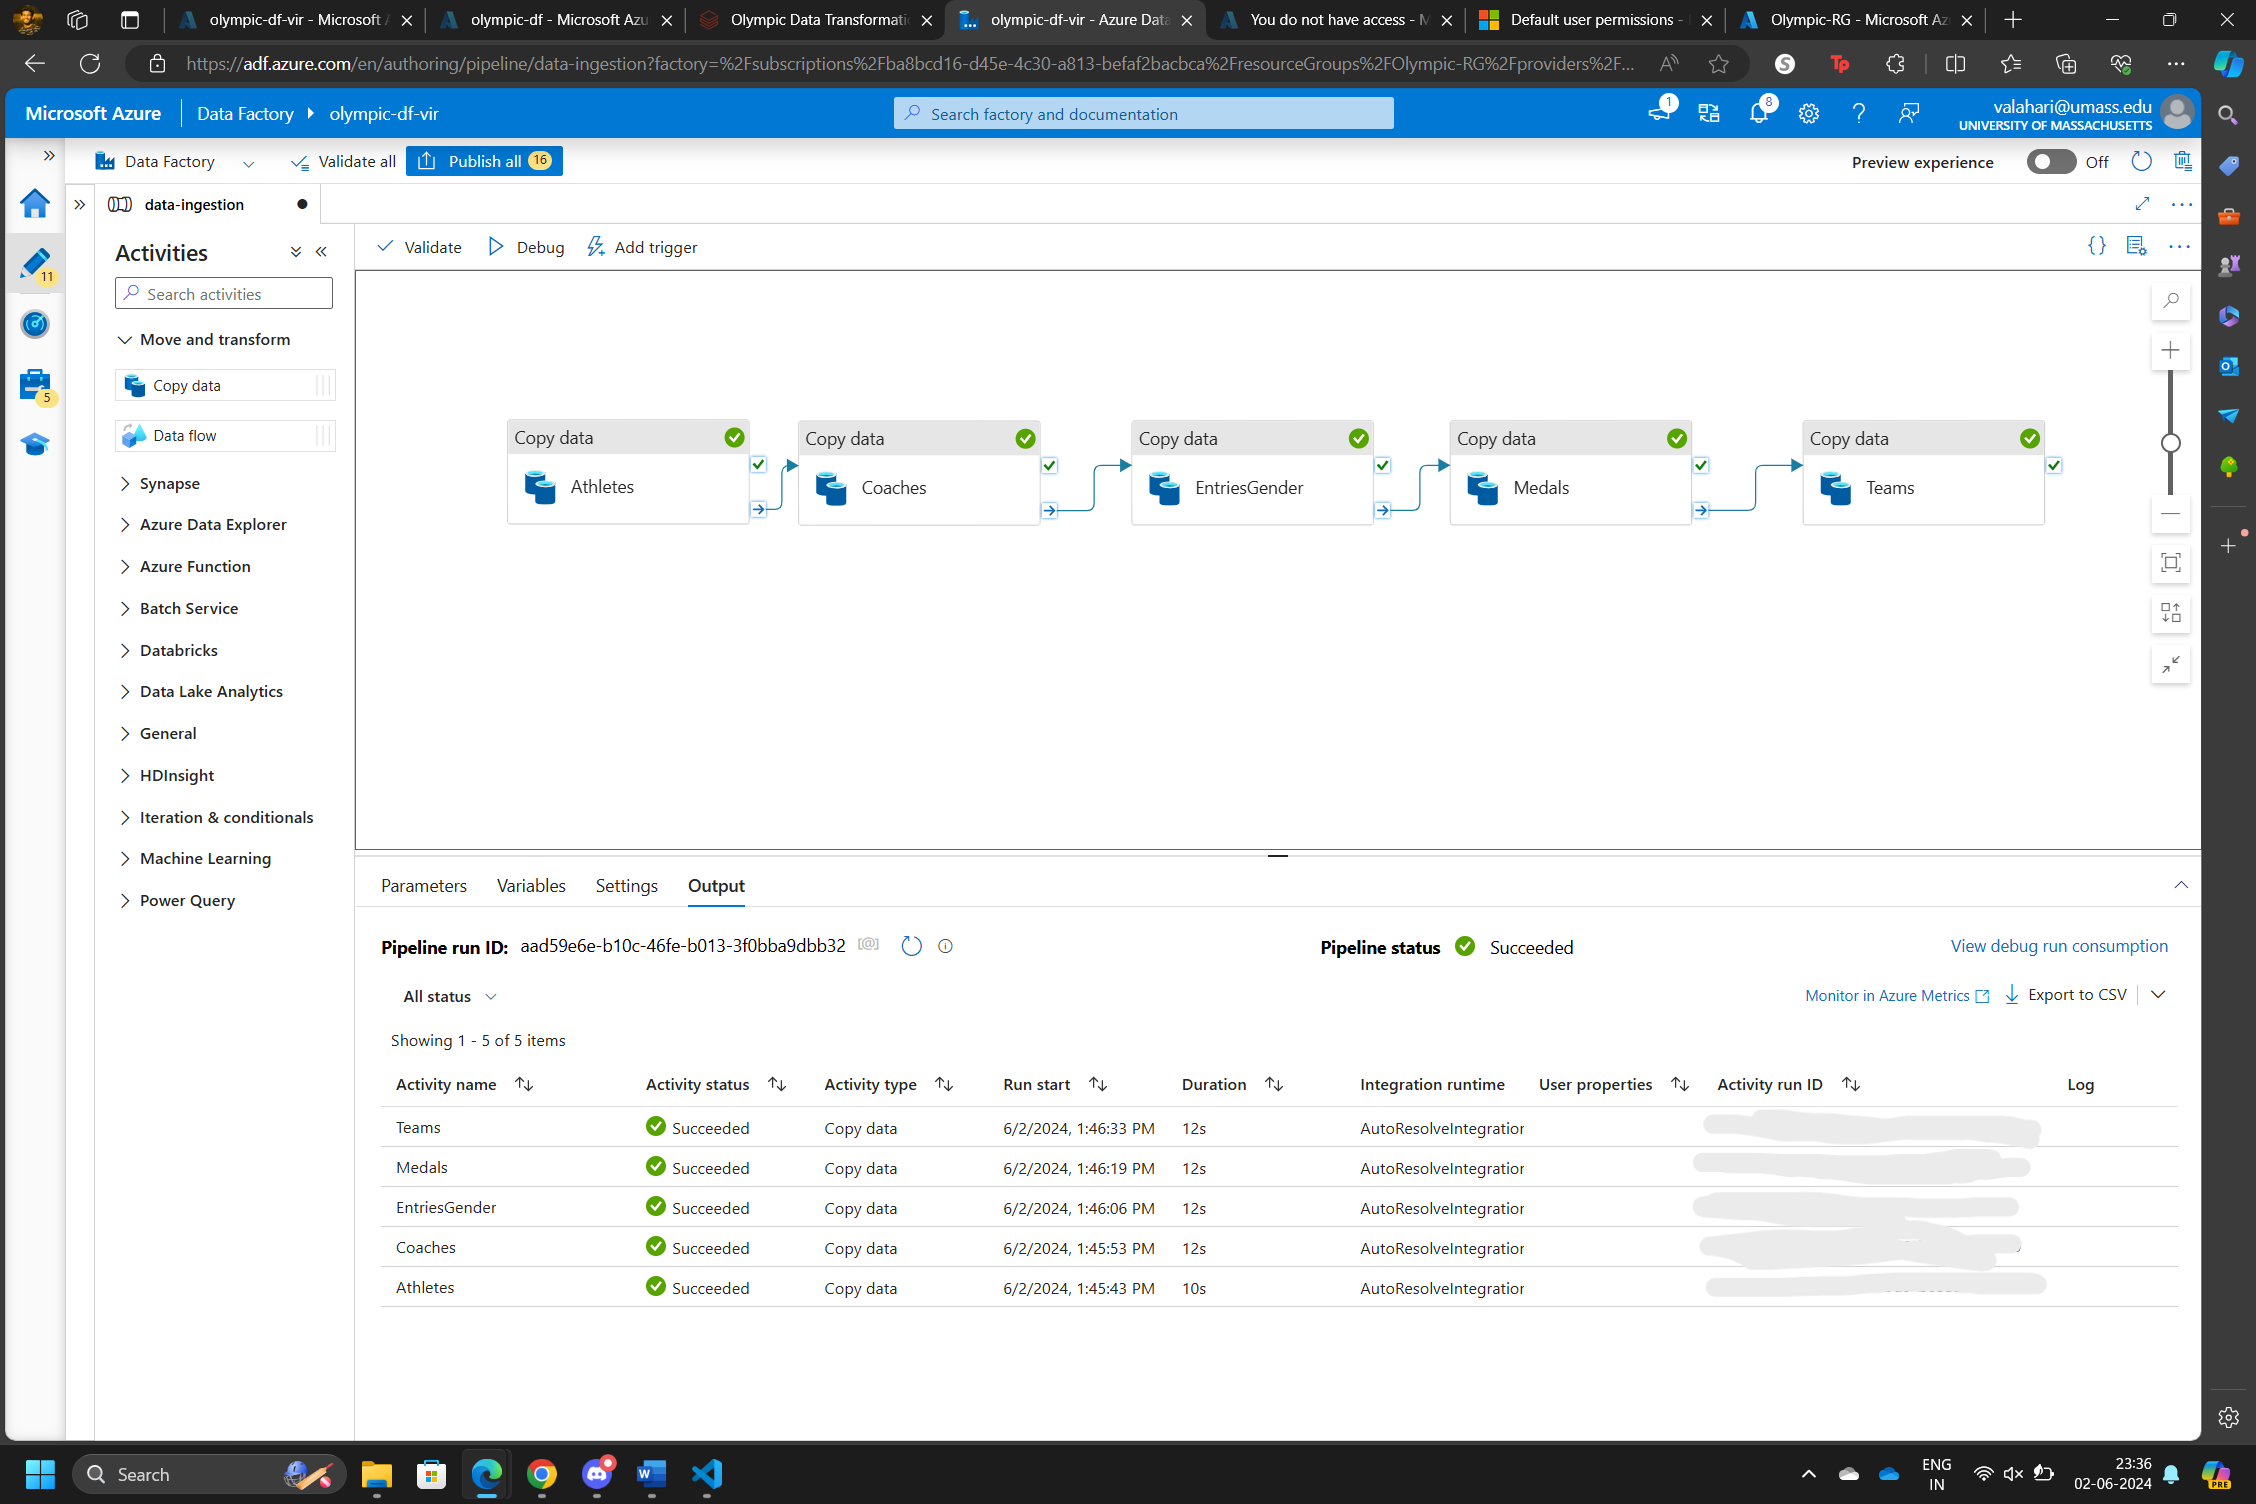 olympic-df-vir - Microsoft A
olympic-df - Microsoft Azu
Olympic Data Transformatio
olympic-df-vir - Azure Data
You do not have access - M
Default user permissions -
Olympic-RG - Microsoft Az
https://adf.azure.com/en/authoring/pipeline/data-ingestion?factory=%2Fsubscriptions%2Fba8bcd16-d45e-4c30-a813-befaf2bacbca%2FresourceGroups%2FOlympic-RG%2Fproviders%2F...
Microsoft Azure
Data Factory
olympic-df-vir
Search factory and documentation
1
8
valahari@umass.edu
UNIVERSITY OF MASSACHUSETTS
Data Factory
Validate all
Publish all 16
Preview experience
Off
data-ingestion
Activities
11
5
Search activities
Validate
Debug
Add trigger
Move and transform
Copy data
Data flow
Synapse
Azure Data Explorer
Azure Function
Batch Service
Databricks
Data Lake Analytics
General
HDInsight
Iteration & conditionals
Machine Learning
Power Query
Copy data
Athletes
Copy data
Coaches
Copy data
EntriesGender
Copy data
Medals
Copy data
Teams
Parameters Variables Settings Output
Pipeline run ID: aad59e6e-b10c-46fe-b013-3f0bba9dbb32
Pipeline status Succeeded
View debug run consumption
All status
Monitor in Azure Metrics
Export to CSV
Showing 1 - 5 of 5 items
Activity name Activity status Activity type Run start Duration Integration runtime User properties Activity run ID Log
Teams Succeeded Copy data 6/2/2024, 1:46:33 PM 12s AutoResolveIntegration
Medals Succeeded Copy data 6/2/2024, 1:46:19 PM 12s AutoResolveIntegration
EntriesGender Succeeded Copy data 6/2/2024, 1:46:06 PM 12s AutoResolveIntegration
Coaches Succeeded Copy data 6/2/2024, 1:45:53 PM 12s AutoResolveIntegration
Athletes Succeeded Copy data 6/2/2024, 1:45:43 PM 10s AutoResolveIntegration
Search
ENG
IN
23:36
02-06-2024
PRE